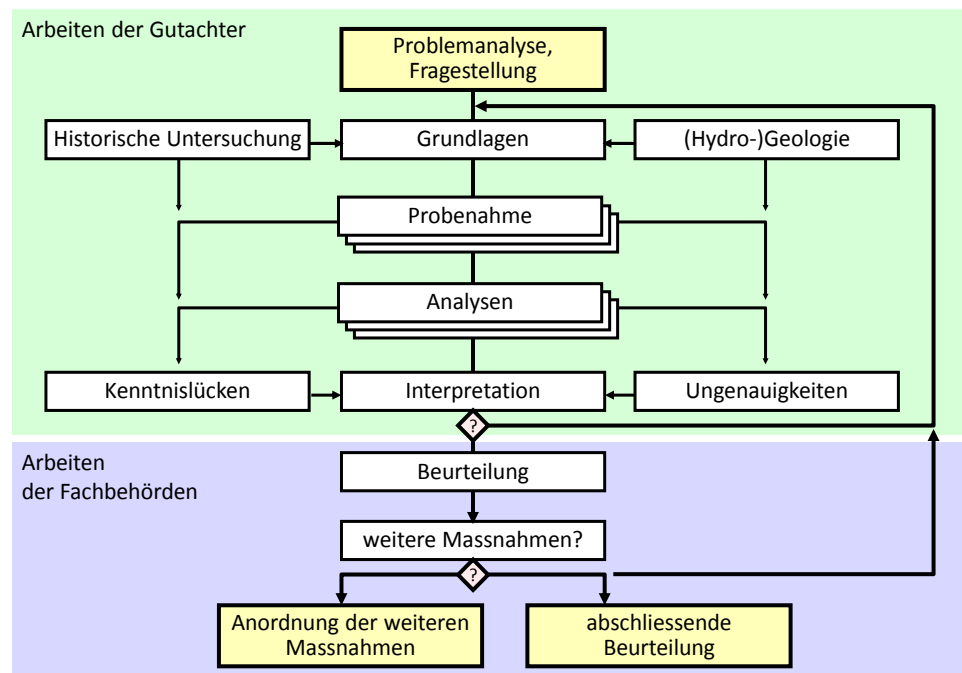 Arbeiten der Gutachter
Problemanalyse,
Fragestellung
Historische Untersuchung
Grundlagen
(Hydro-)Geologie
Probenahme
Analysen
Kenntnislücken
Interpretation
Ungenauigkeiten
?
Arbeiten
der Fachbehörden
Beurteilung
weitere Massnahmen?
?
Anordnung der weiteren
Massnahmen
abschliessende
Beurteilung